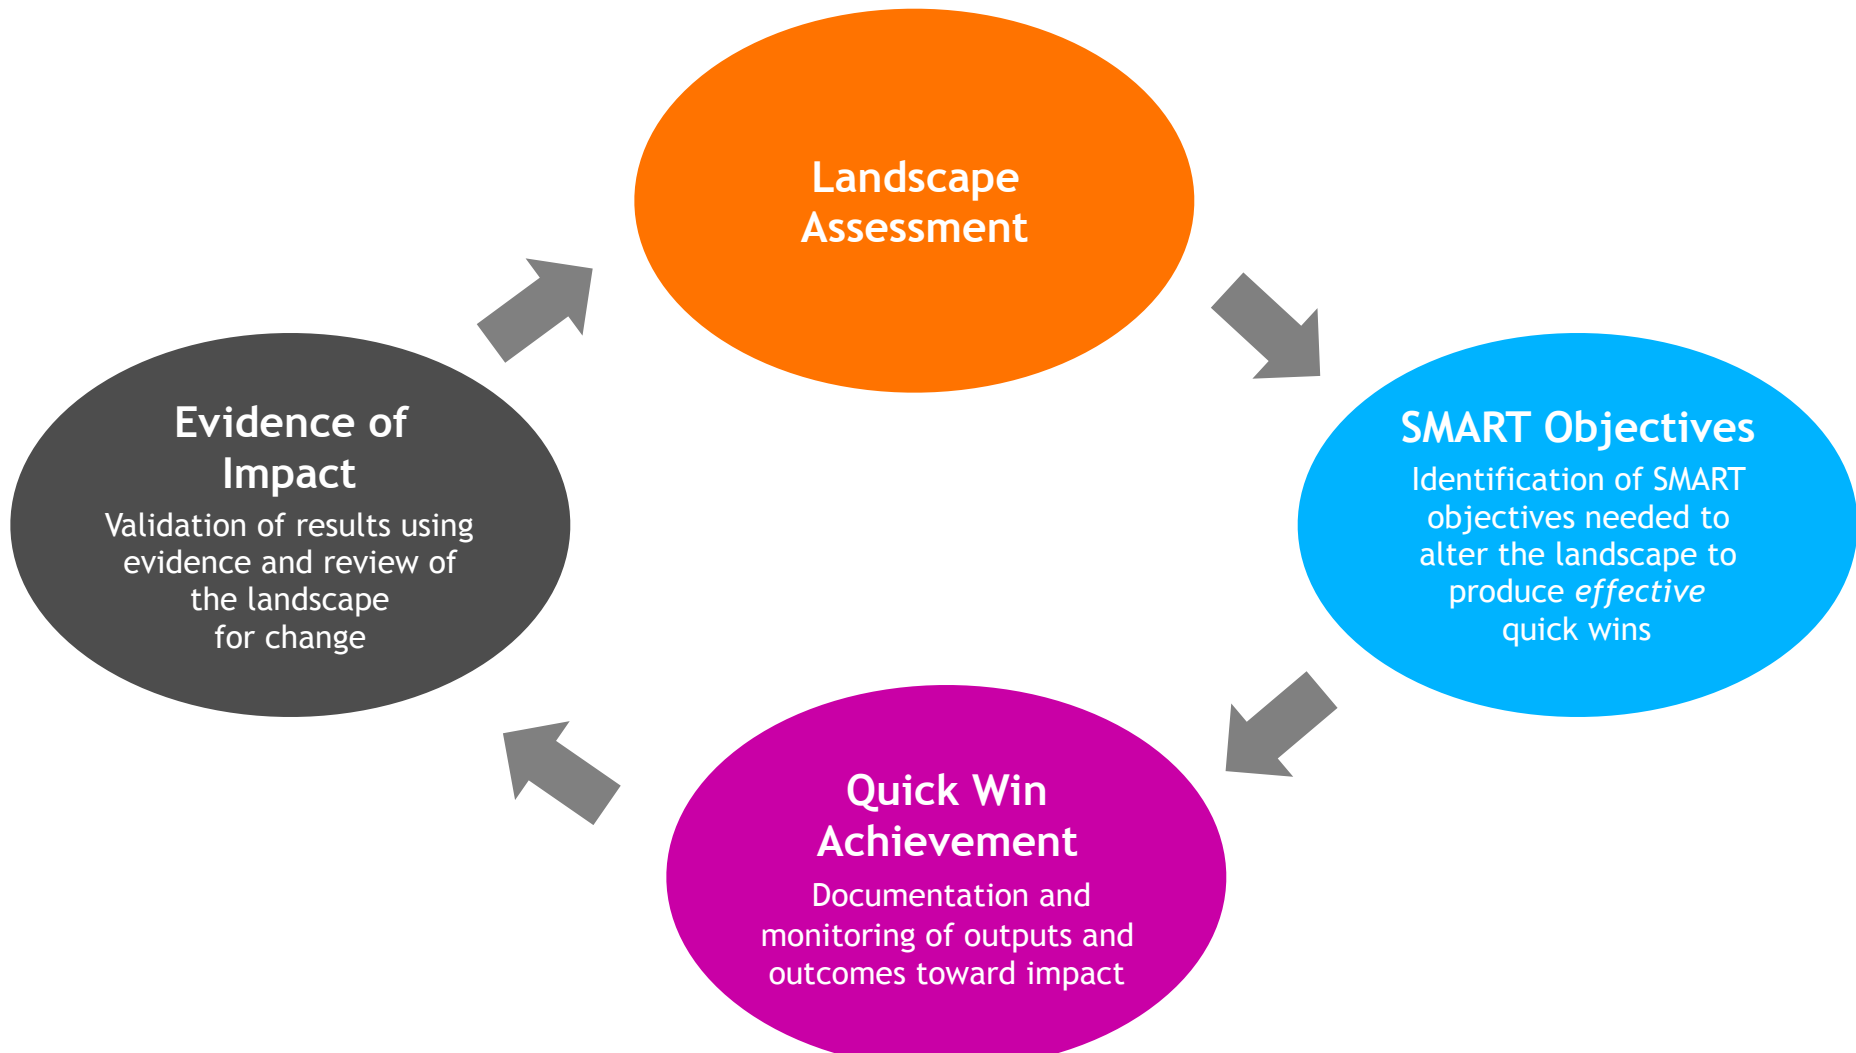 Landscape
Assessment
SMART Objectives
Identification of SMART
objectives needed to
alter the landscape to
produce effective
quick wins
Quick Win
Achievement
Documentation and
monitoring of outputs and
outcomes toward impact
Evidence of
Impact
Validation of results using
evidence and review of
the landscape
for change